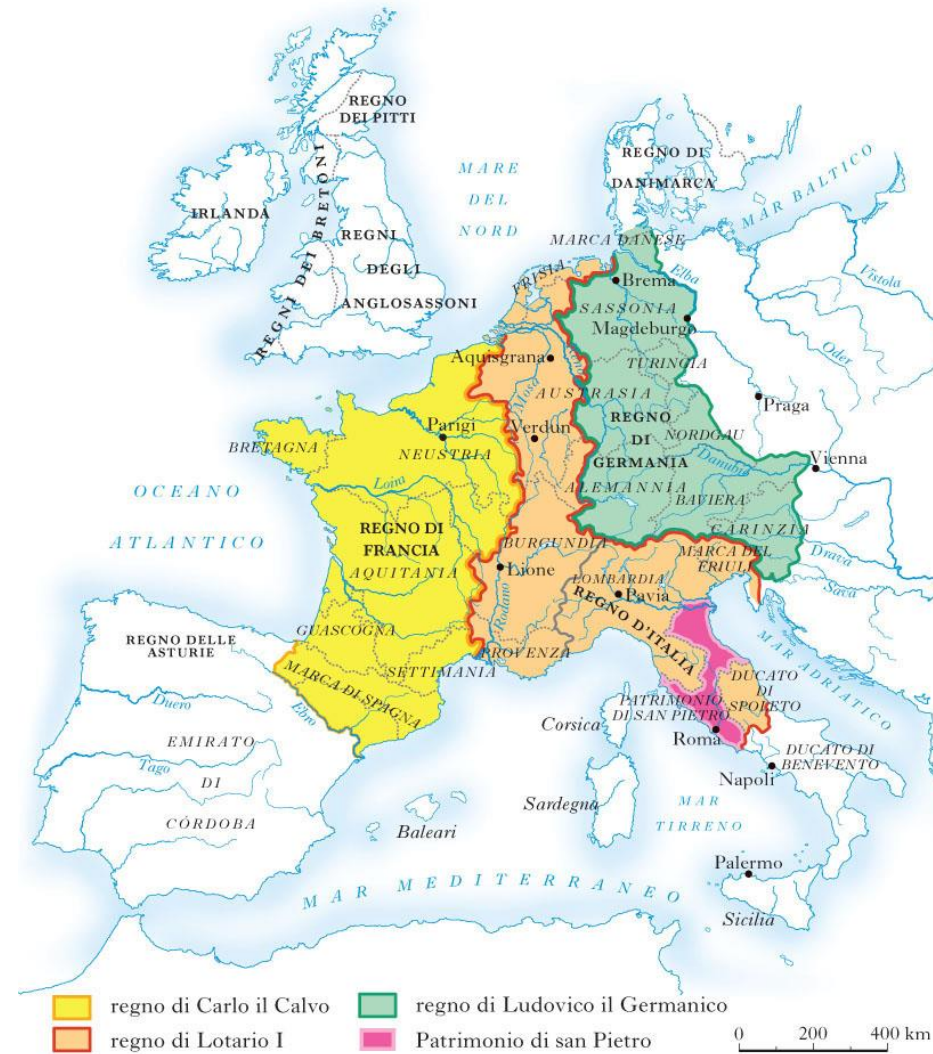 REGNO
DEI PITTI
MARE
DEL
NORD
REGNO DI
DANIMARCA
MAR BALTICO
IRLANDA
REGNI DEI BRETONI
REGNI
DEGLI
ANGLOSASSONI
MARCA DANESE
FRISIA
Brema
Elba
Vistola
SASSONIA
Magdeburgo
Oder
TURINGIA
Aquisgrana
Reno
Mosa
AUSTRASIA
Praga
REGNO
DI
GERMANIA
NORDGAU
Parigi
Verdun
NEUSTRIA
BRETAGNA
Danubio
Vienna
OCEANO
ATLANTICO
Loira
ALEMANNIA
BAVIERA
CARINZIA
REGNO DI
FRANCIA
AQUITANIA
BURGUNDIA
Lione
MARCA DEL
FRIULI
Drava
Sava
LOMBARDIA
Pavia
REGNO D'ITALIA
Rodano
REGNO DELLE
ASTURIE
GUASCOGNA
SETTIMANIA
PROVENZA
MARCA DI SPAGNA
MAR ADRIATICO
DUCATO
DI
SPOLETO
PATRIMONIO
DI SAN PIETRO
Duero
Ebro
Corsica
Roma
EMIRATO
DI
CÓRDOBA
Tago
DUCATO DI
BENEVENTO
Napoli
Sardegna
MAR
TIRRENO
Baleari
Palermo
MAR MEDITERRANEO
Sicilia
regno di Carlo il Calvo
regno di Ludovico il Germanico
regno di Lotario I
Patrimonio di san Pietro
0 200 400 km